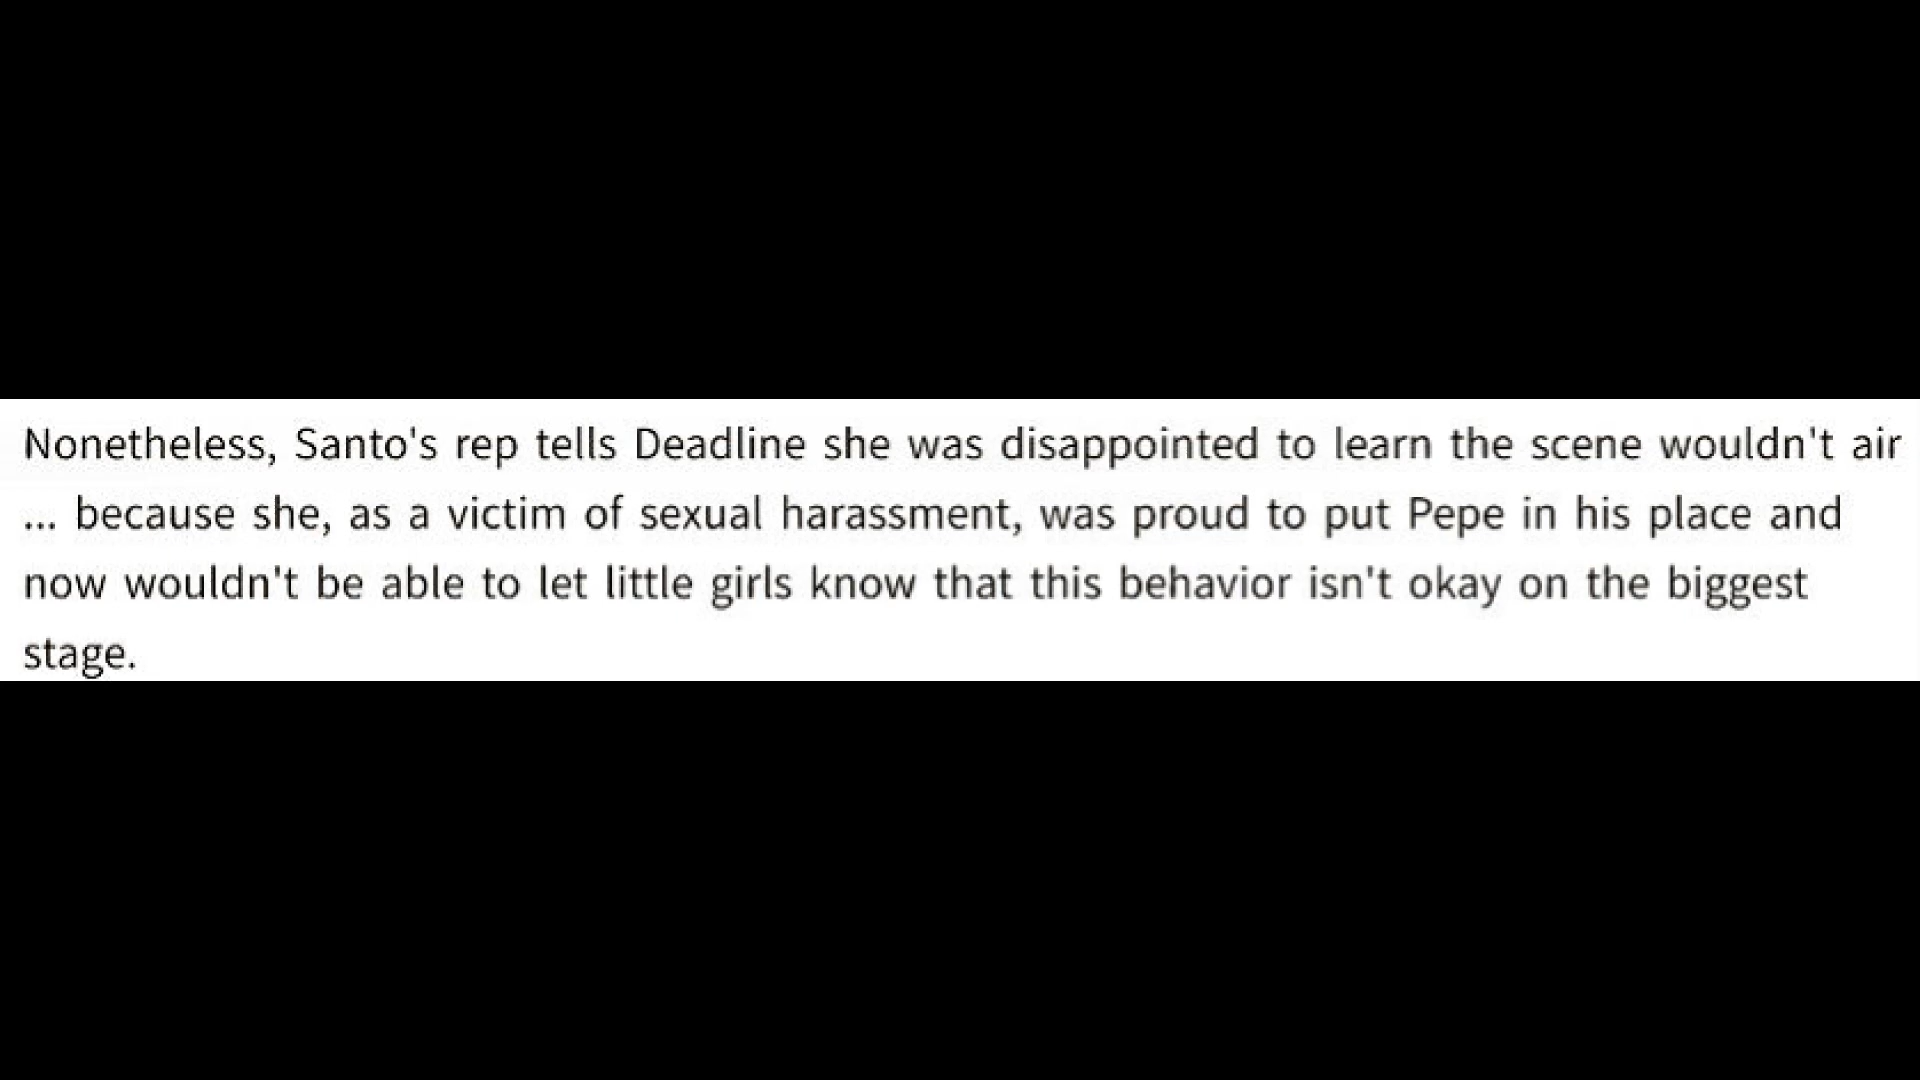 Nonetheless, Santo's rep tells Deadline she was disappointed to learn the scene wouldn't air
... because she, as a victim of sexual harassment, was proud to put Pepe in his place and
now wouldn't be able to let little girls know that this behavior isn't okay on the biggest
stage.